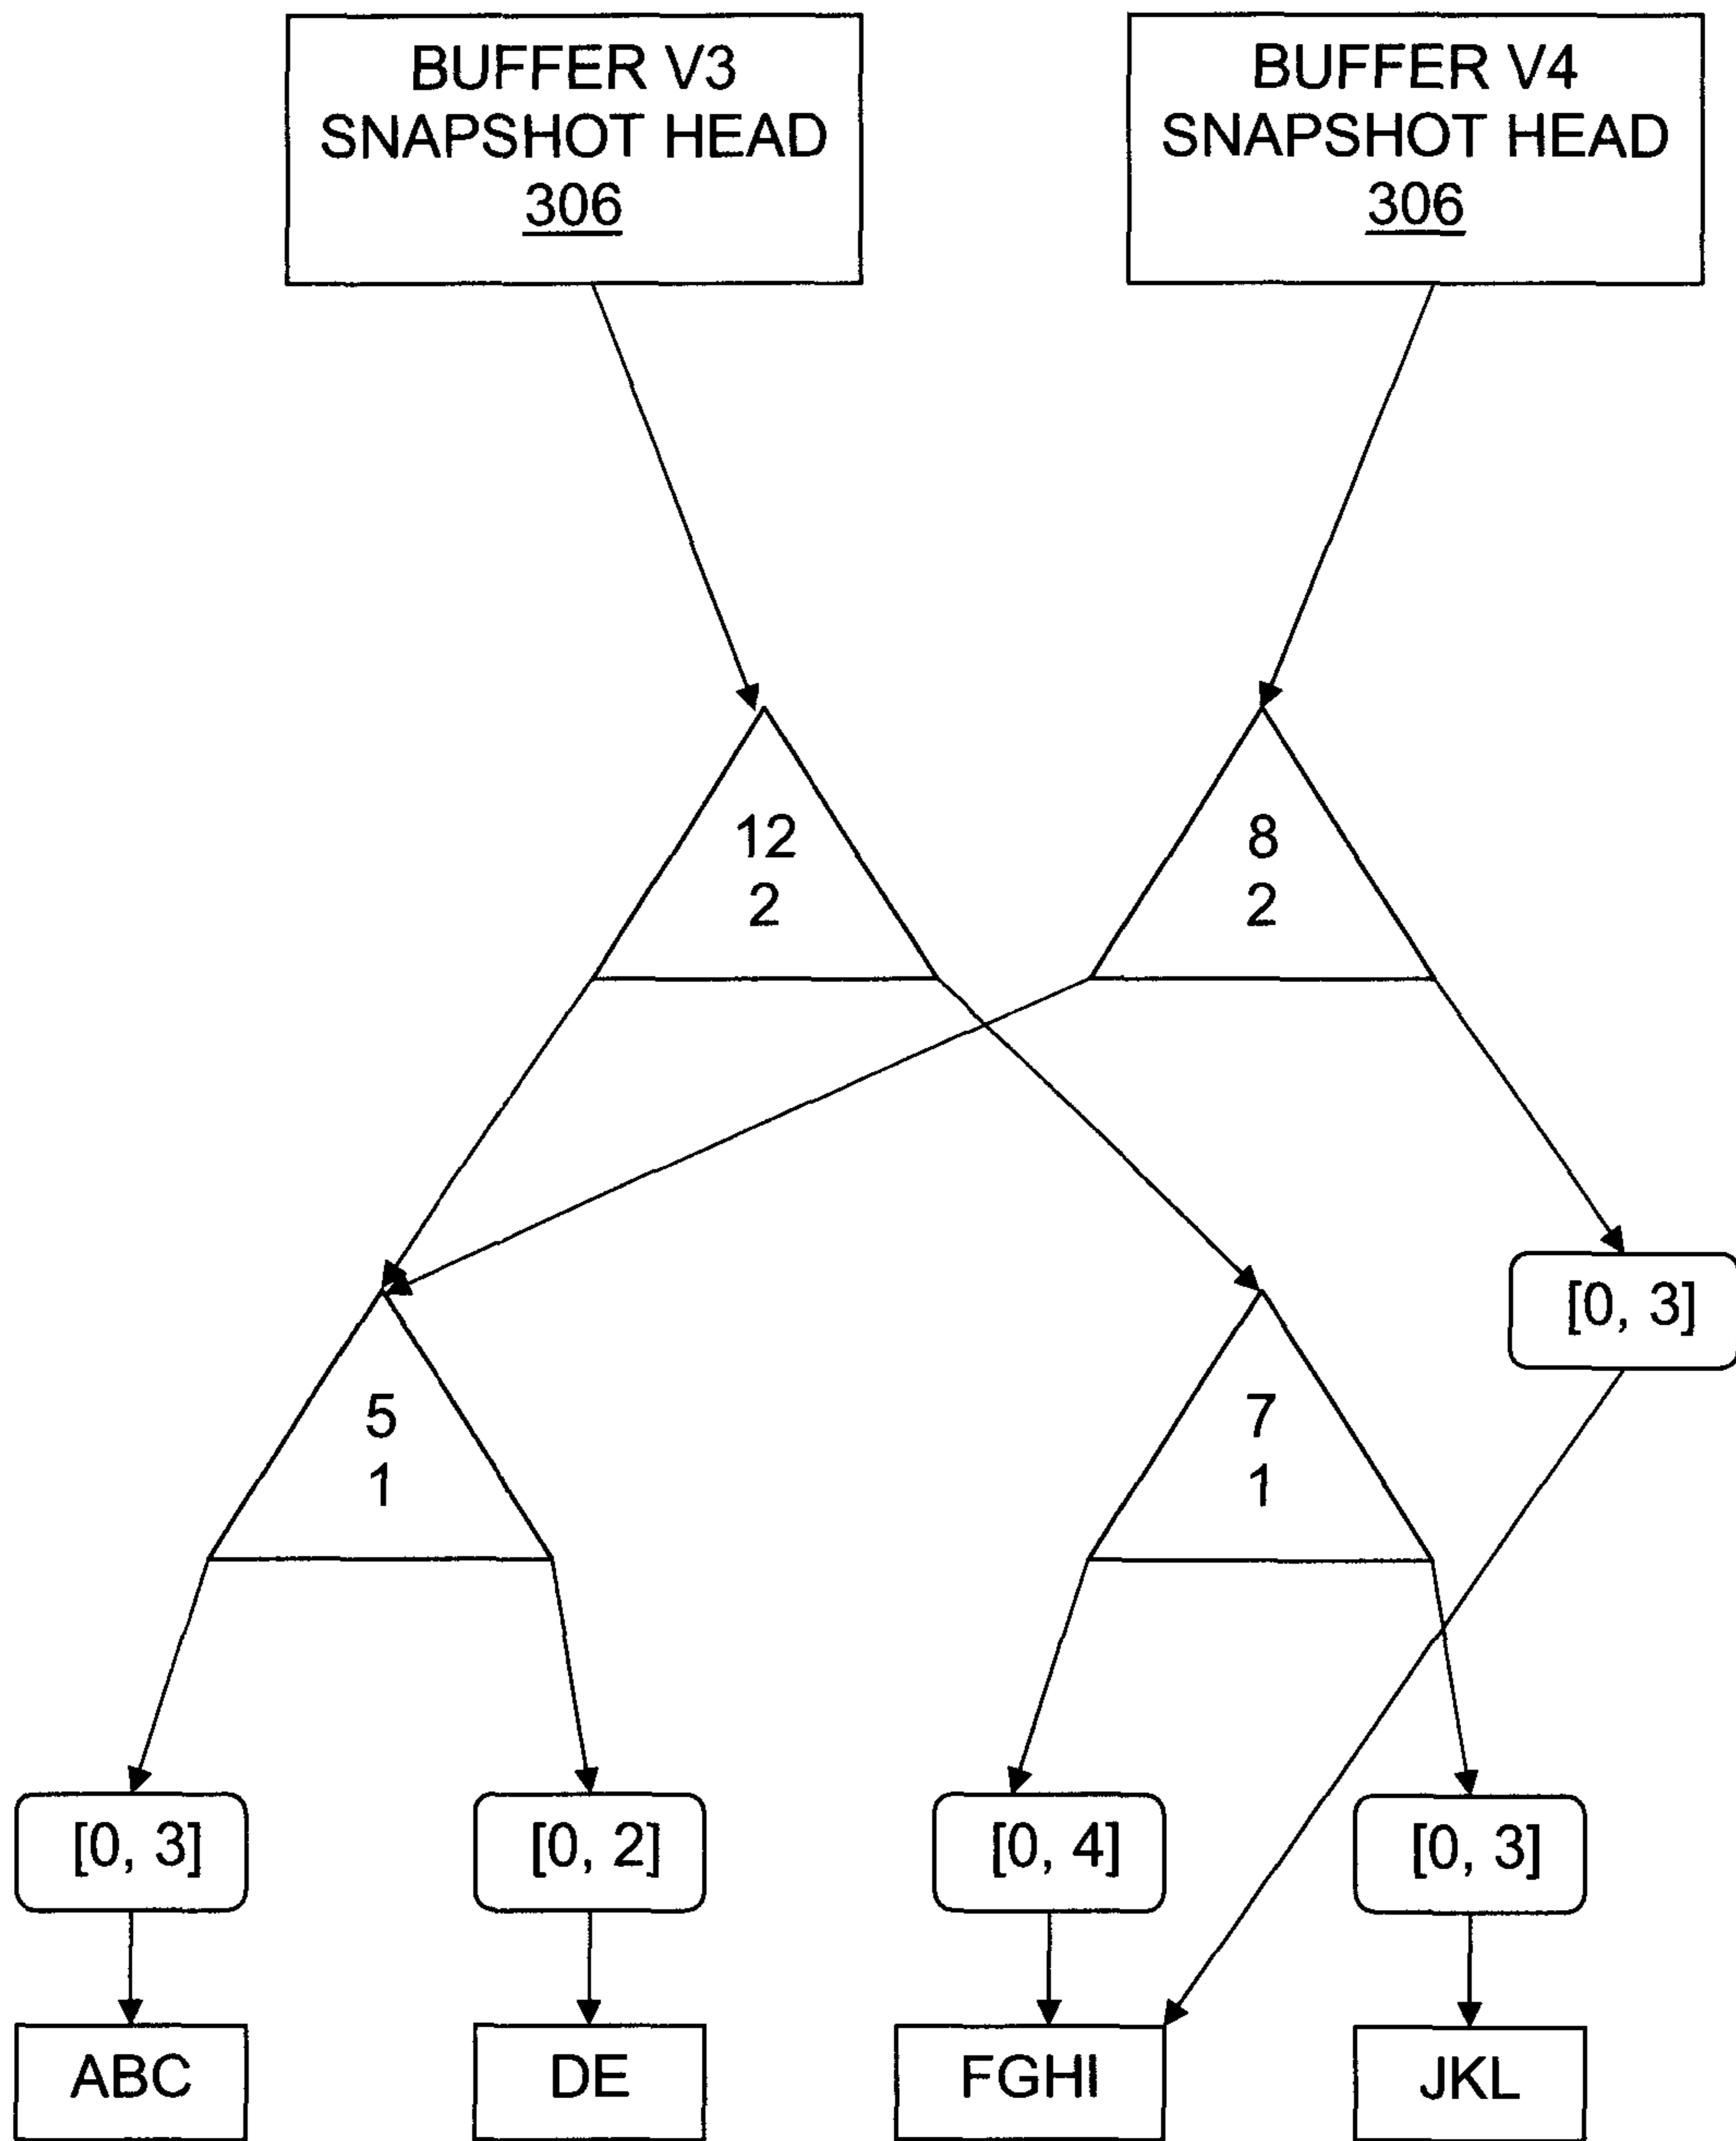 BUFFER V3
SNAPSHOT HEAD
306
BUFFER V4
SNAPSHOT HEAD
306
12
2
8
2
[0, 3]
5
1
7
1
[0, 3]
[0, 2]
[0, 4]
[0, 3]
ABC
DE
FGHI
JKL